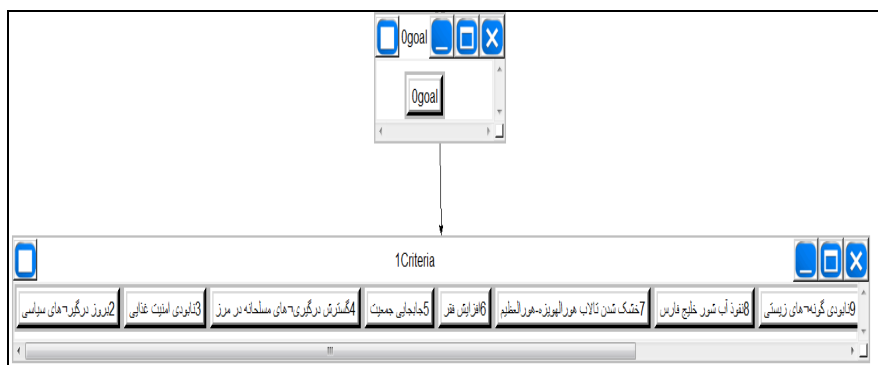 0goal
0goal
1Criteria
2بروز درگیر¬های سیاسی
3نابودی امنیت غذایی
4گسترش درگیری¬های مسلحانه در مرز
5جابجایی جمعیت
6افزایش فقر
7خشک شدن تالاب هورالهویزه-هورالعظیم
8نفوذ آب شور خلیج فارس
9نابودی گونه¬های زیستی